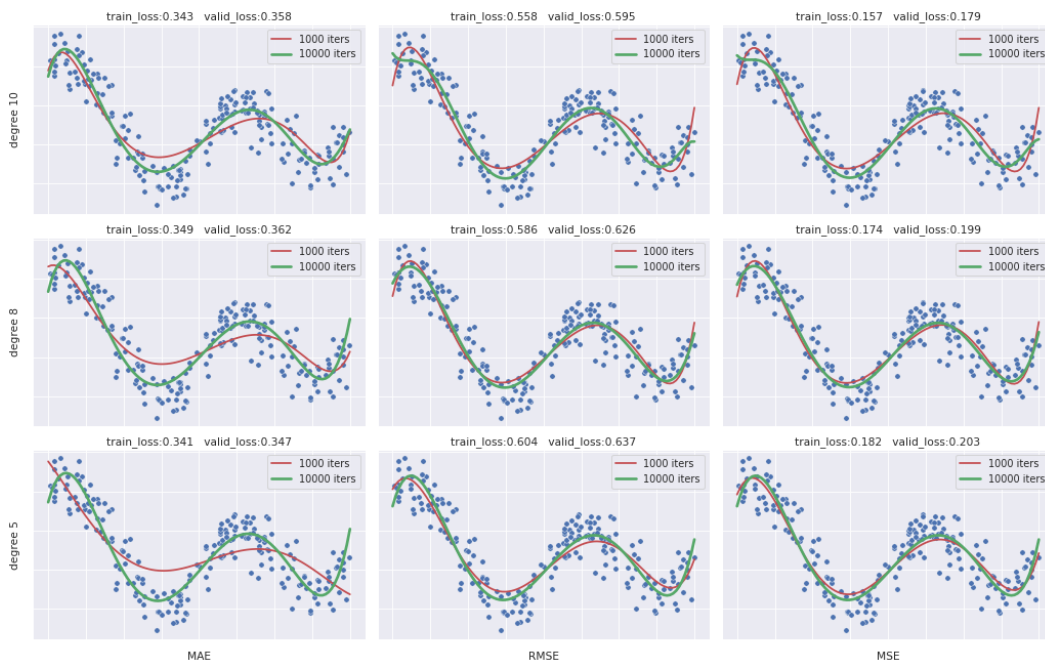 train_loss:0.343 valid_loss:0.358
train_loss:0.558 valid_loss:0.595
train_loss:0.157 valid_loss:0.179
degree 10
1000 iters
10000 iters
1000 iters
10000 iters
1000 iters
10000 iters
train_loss:0.349 valid_loss:0.362
train_loss:0.586 valid_loss:0.626
train_loss:0.174 valid_loss:0.199
degree 8
1000 iters
10000 iters
1000 iters
10000 iters
1000 iters
10000 iters
train_loss:0.341 valid_loss:0.347
train_loss:0.604 valid_loss:0.637
train_loss:0.182 valid_loss:0.203
degree 5
1000 iters
10000 iters
1000 iters
10000 iters
1000 iters
10000 iters
MAE
RMSE
MSE